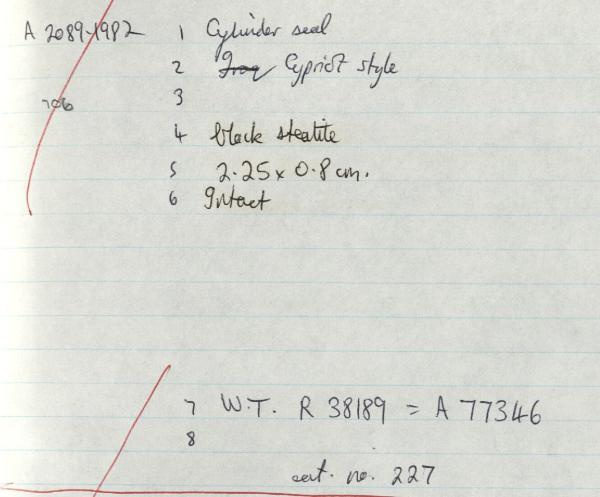 A 2089-1982 1 Cylinder seal
2 Iraq Cypriot style
706 3
4 black steatite
5 2.25 x 0.8 cm.
6 Intact
7 W.T. R 38189 = A 77346
8
cat. no. 227